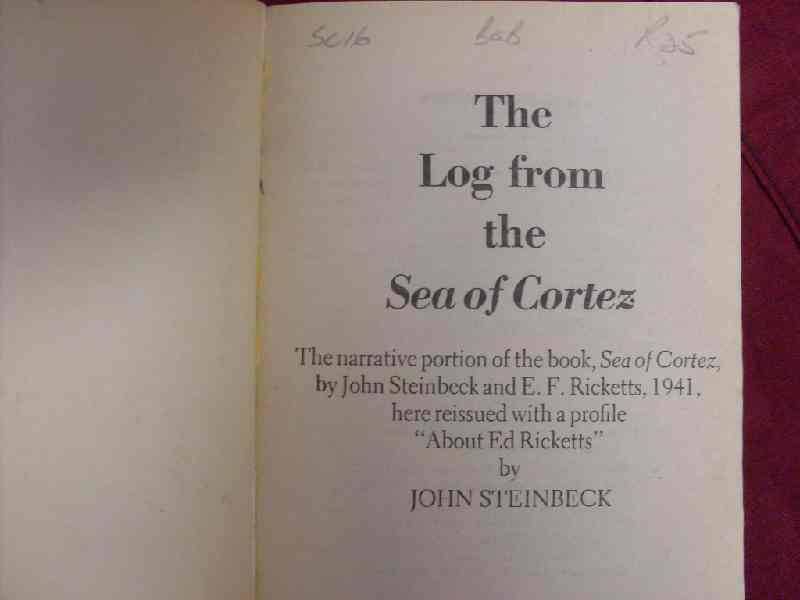 Sc16 BaB R25
The
Log from
the
Sea of Cortez
The narrative portion of the book, Sea of Cortez,
by John Steinbeck and E. F. Ricketts, 1941,
here reissued with a profile
"About Ed Ricketts"
by
JOHN STEINBECK